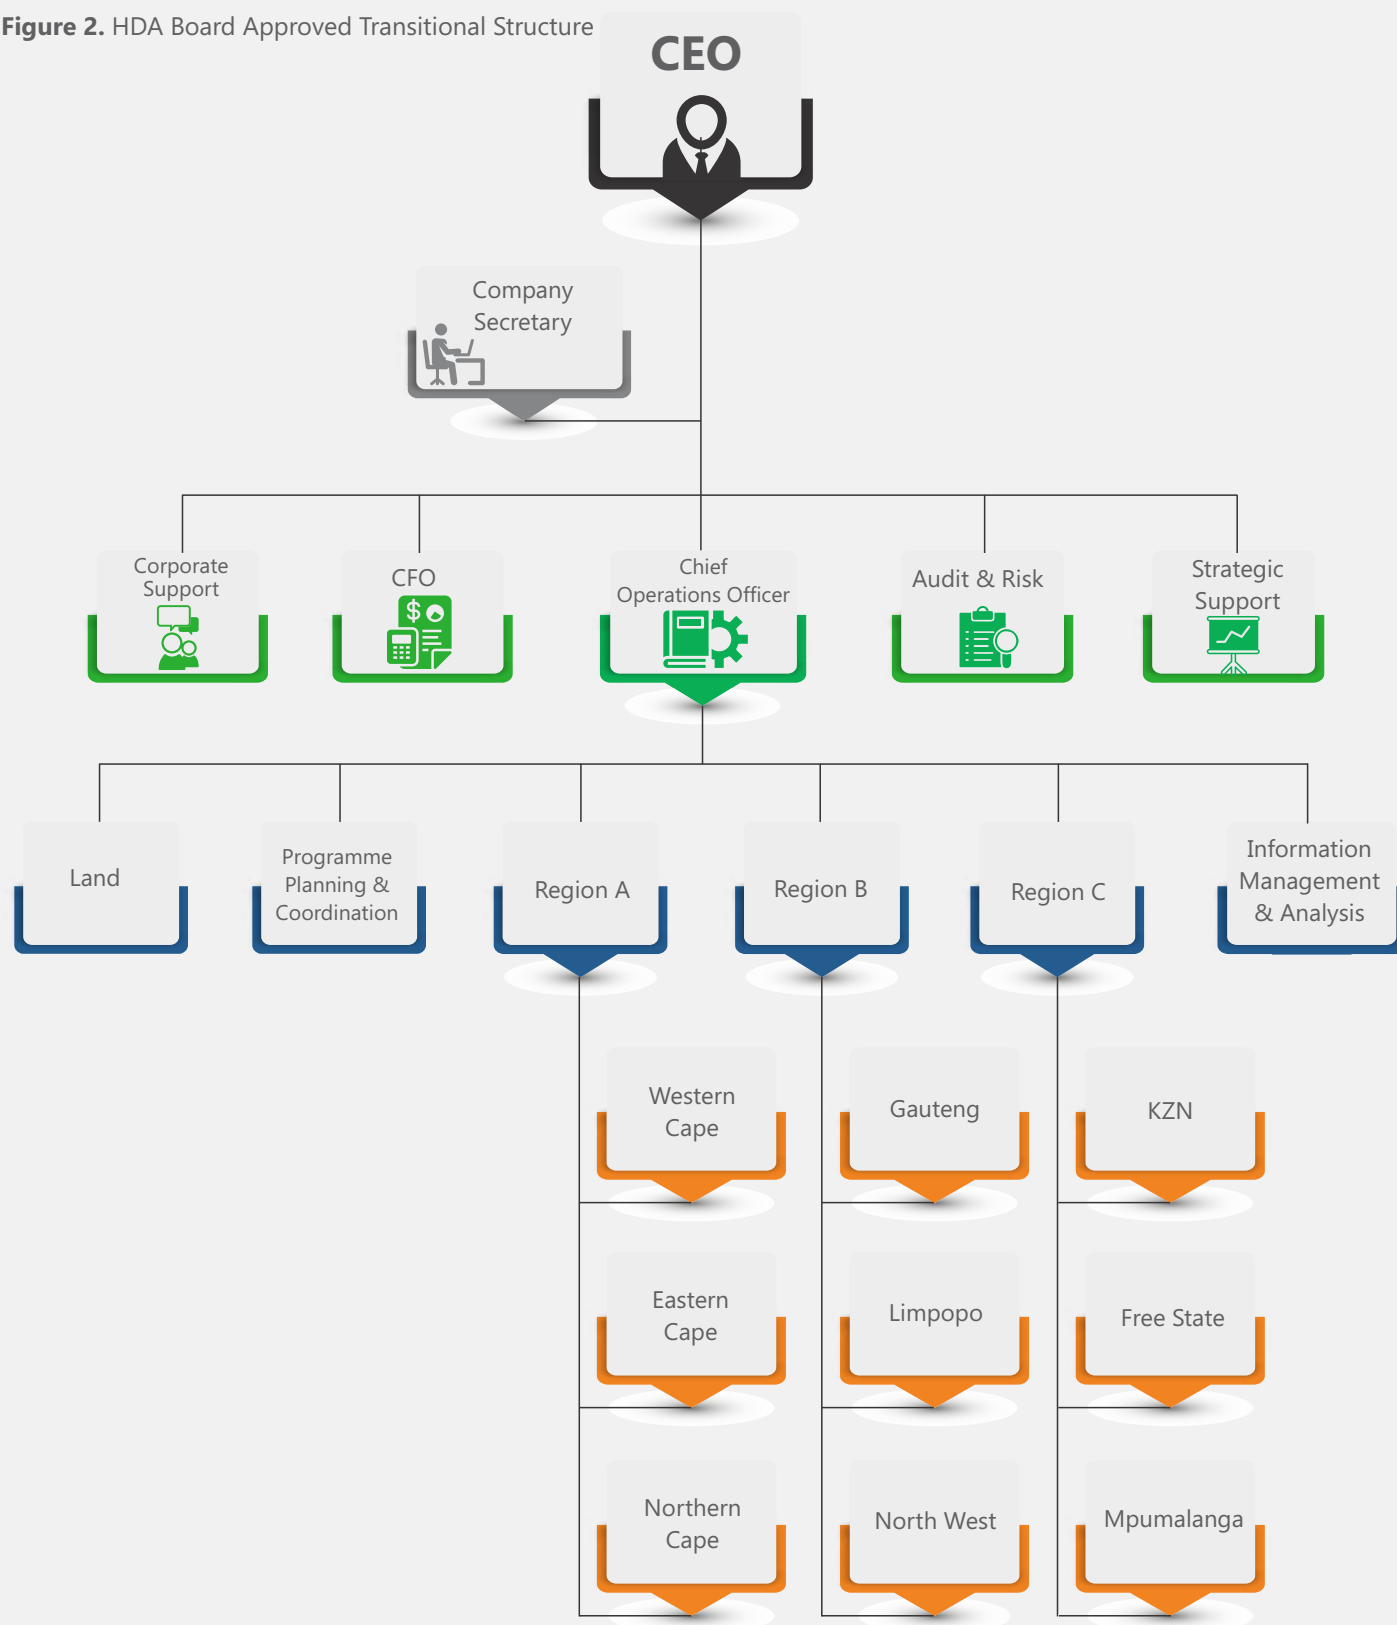 Figure 2. HDA Board Approved Transitional Structure
CEO
Company
Secretary
Corporate
Support
CFO
$
Chief
Operations Officer
Audit & Risk
Strategic
Support
Land
Programme
Planning &
Coordination
Region A
Region B
Region C
Information
Management
& Analysis
Western
Cape
Gauteng
KZN
Eastern
Cape
Limpopo
Free State
Northern
Cape
North West
Mpumalanga